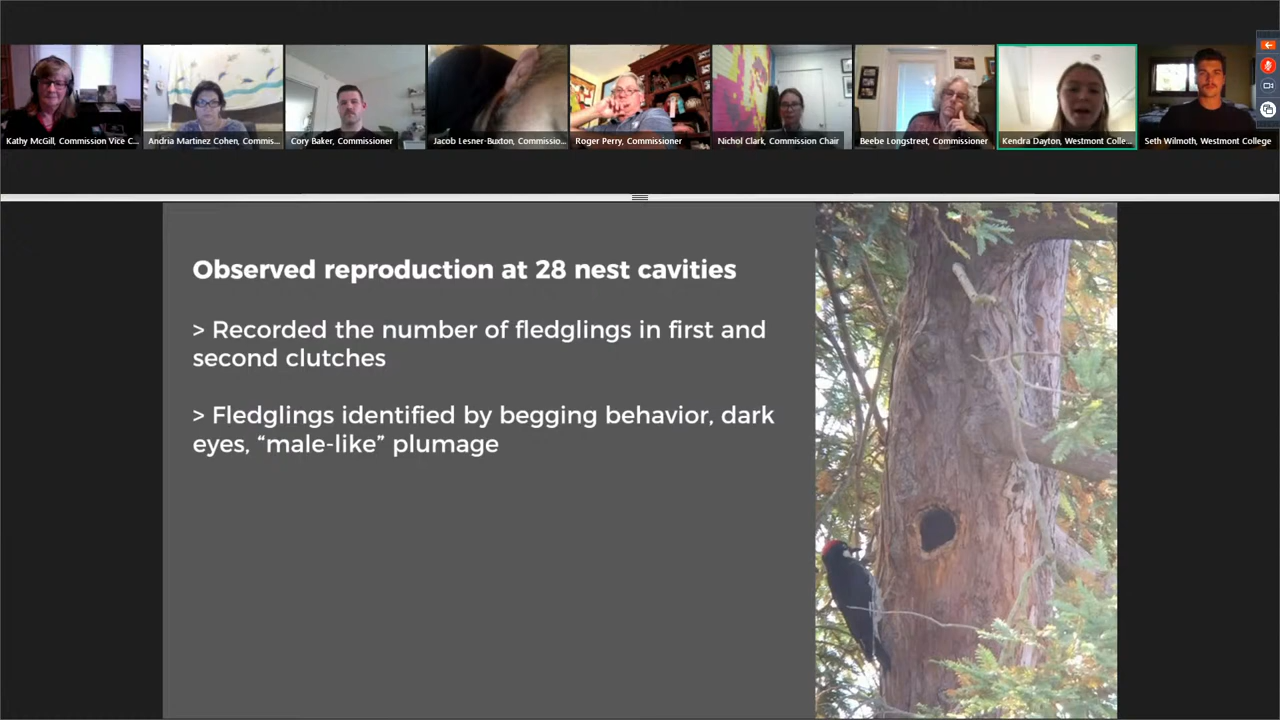 Kathy McGill, Commission Vice C...
Andria Martinez Cohen, Commis...
Cory Baker, Commissioner
Jacob Lesner-Buxton, Commissio...
Roger Perry, Commissioner
Nichol Clark, Commission Chair
Beebe Longstreet, Commissioner
Kendra Dayton, Westmont Colle...
Seth Wilmoth, Westmont College
Observed reproduction at 28 nest cavities
> Recorded the number of fledglings in first and
second clutches
> Fledglings identified by begging behavior, dark
eyes, “male-like” plumage